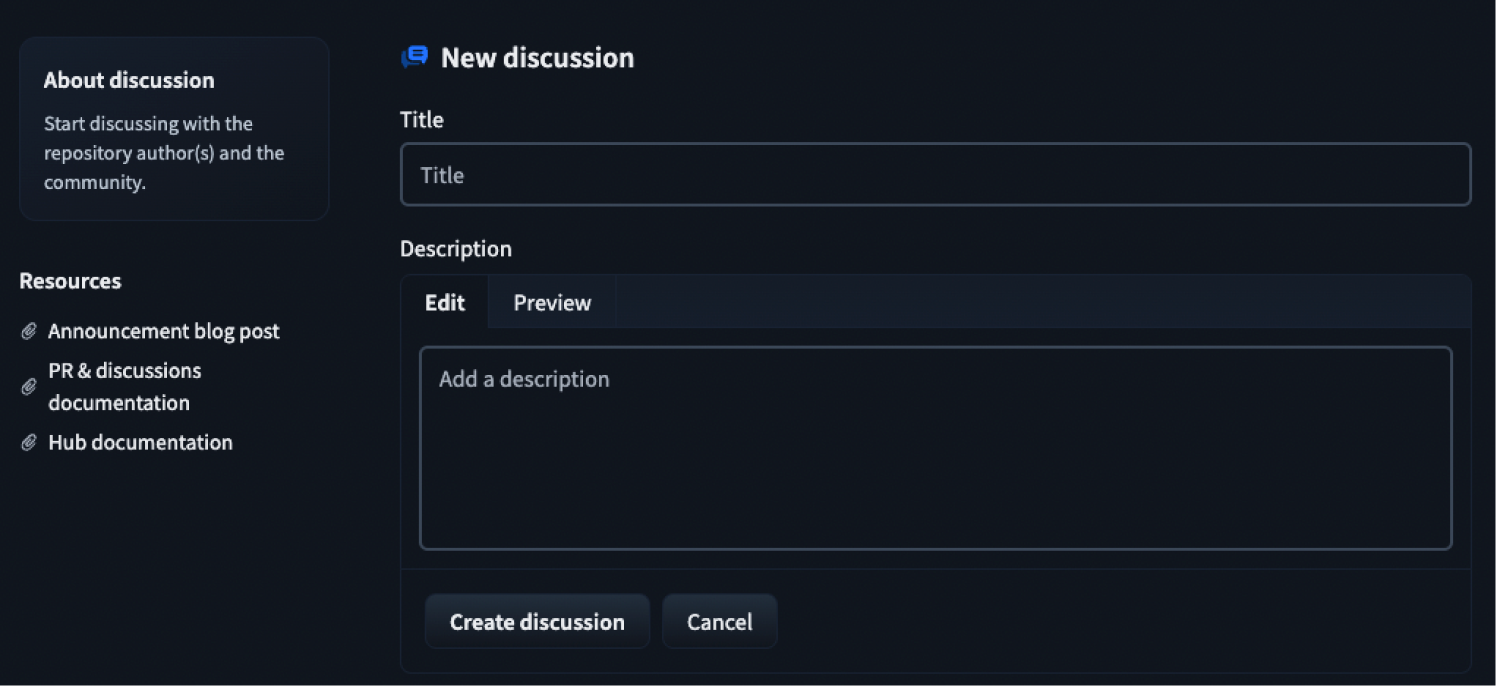 About discussion
Start discussing with the
repository author(s) and the
community.
Resources
Announcement blog post
PR & discussions
documentation
Hub documentation
New discussion
Title
Title
Description
Edit Preview
Add a description
Create discussion Cancel